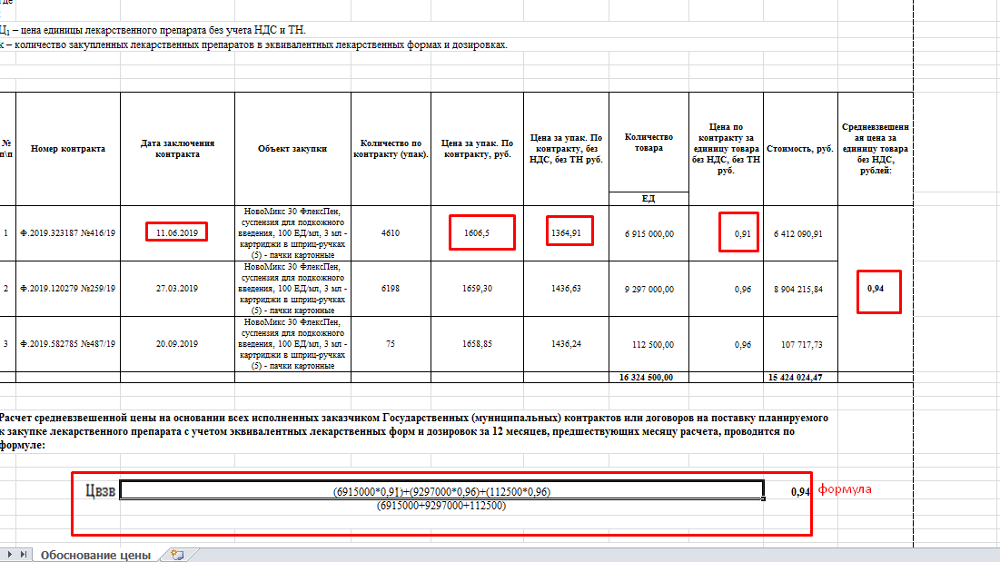 где
:
Ц1 – цена единицы лекарственного препарата без учета НДС и ТН.
к – количество закупленных лекарственных препаратов в эквивалентных лекарственных формах и дозировках.
№ п\п
Номер контракта
Дата заключения
контракта
Объект закупки
Количество по
контракту (упак).
Цена за упак. По
контракту, руб.
Цена за упак. По
контракту, без
НДС, без ТН руб.
Количество
товара
ЕД
Цена по
контракту за
единицу товара
без НДС, без ТН
руб.
Стоимость, руб.
Средневзвешенн
ая цена за
единицу товара
без НДС,
рублей:
1
Ф.2019.323187 №416/19
11.06.2019
НовоМикс 30 ФлексПен,
суспензия для подкожного
введения, 100 ЕД/мл, 3 мл -
картриджи в шприц-ручках
(5) - пачки картонные
4610
1606,5
1364,91
6 915 000,00
0,91
6 412 090,91
2
Ф.2019.120279 №259/19
27.03.2019
НовоМикс 30 ФлексПен,
суспензия для подкожного
введения, 100 ЕД/мл, 3 мл -
картриджи в шприц-ручках
(5) - пачки картонные
6198
1659,30
1436,63
9 297 000,00
0,96
8 904 215,84
0,94
3
Ф.2019.582785 №487/19
20.09.2019
НовоМикс 30 ФлексПен,
суспензия для подкожного
введения, 100 ЕД/мл, 3 мл -
картриджи в шприц-ручках
(5) - пачки картонные
75
1658,85
1436,24
112 500,00
0,96
107 717,73
16 324 500,00
15 424 024,47
Расчет средневзвешенной цены на основании всех исполненных заказчиком Государственных (муниципальных) контрактов или договоров на поставку планируемого
к закупке лекарственного препарата с учетом эквивалентных лекарственных форм и дозировок за 12 месяцев, предшествующих месяцу расчета, проводится по
формуле:
Цвзв
(6915000*0,91)+(9297000*0,96)+(112500*0,96)
(6915000+9297000+112500)
0,94
формула
Обоснование цены